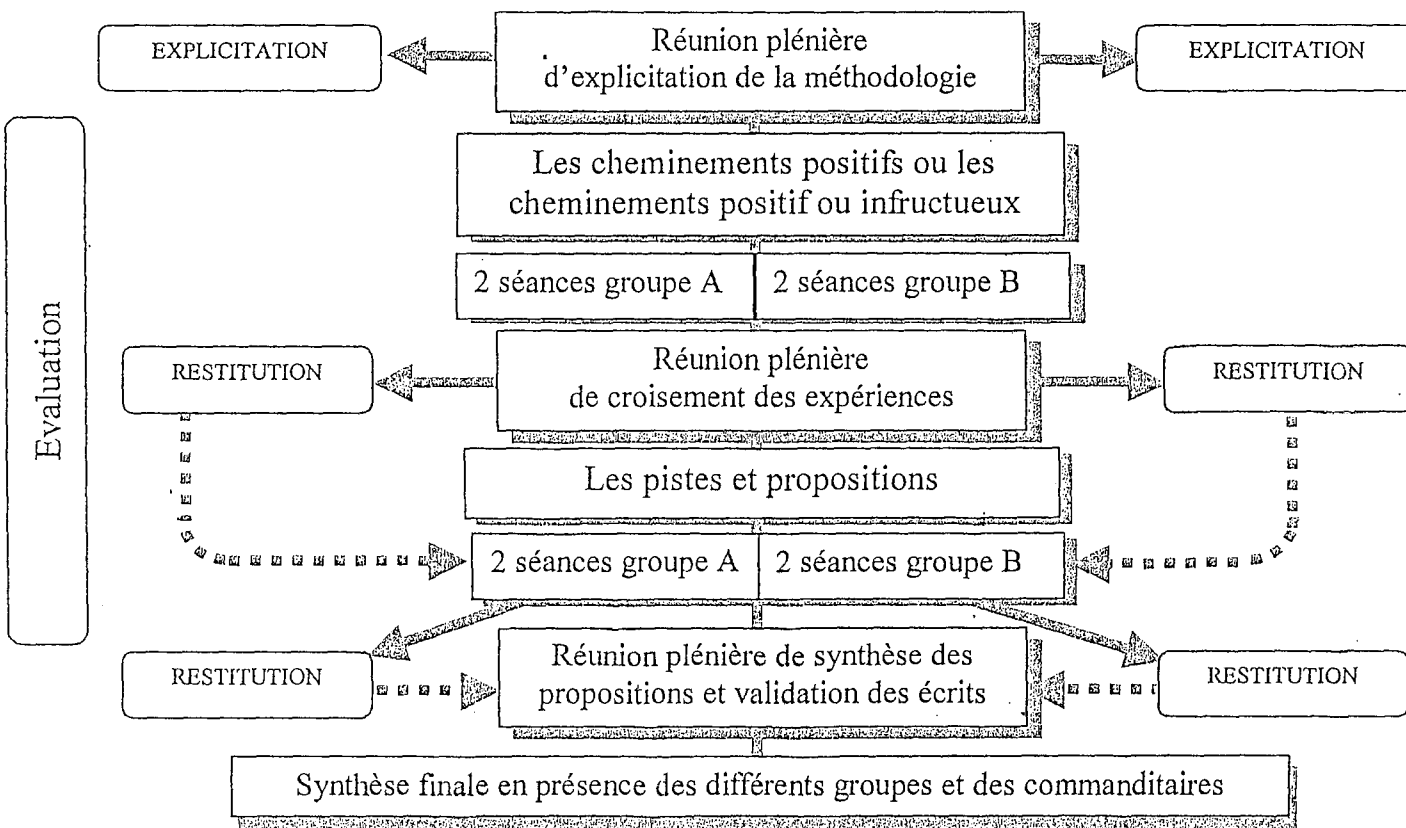 EXPLICITATION
Réunion plénière
d'explicitation de la méthodologie
EXPLICITATION
Les cheminements positifs ou les
cheminements positif ou infructueux
2 séances groupe A
2 séances groupe B
Evaluation
RESTITUTION
Réunion plénière
de croisement des expériences
RESTITUTION
Les pistes et propositions
2 séances groupe A
2 séances groupe B
RESTITUTION
Réunion plénière de synthèse des
propositions et validation des écrits
RESTITUTION
Synthèse finale en présence des différents groupes et des commanditaires